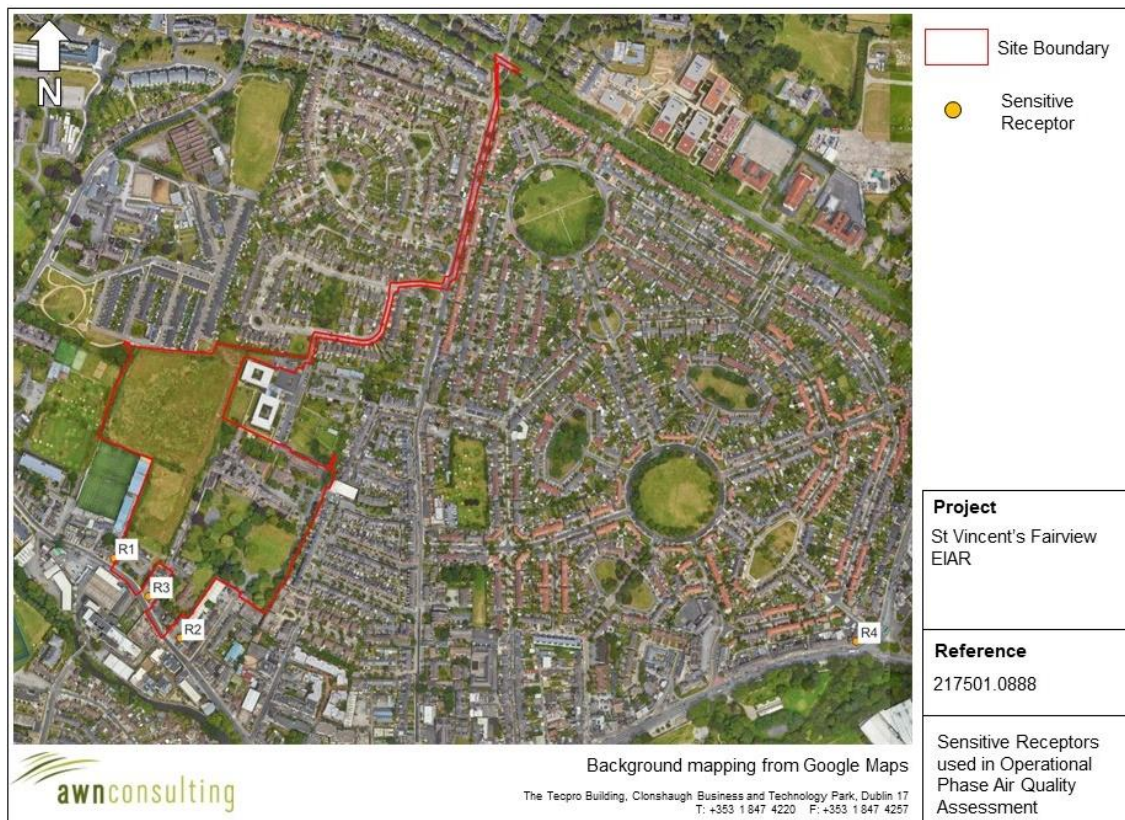 N
Site Boundary
Sensitive
Receptor
R1
R3
R2
R4
Project
St Vincent's Fairview
EIAR
Reference
217501.0888
Sensitive Receptors
used in Operational
Phase Air Quality
Assessment
awnconsulting
Background mapping from Google Maps
The Tecpro Building, Clonshaugh Business and Technology Park, Dublin 17
T: +353 1 847 4220 F: +353 1 847 4257